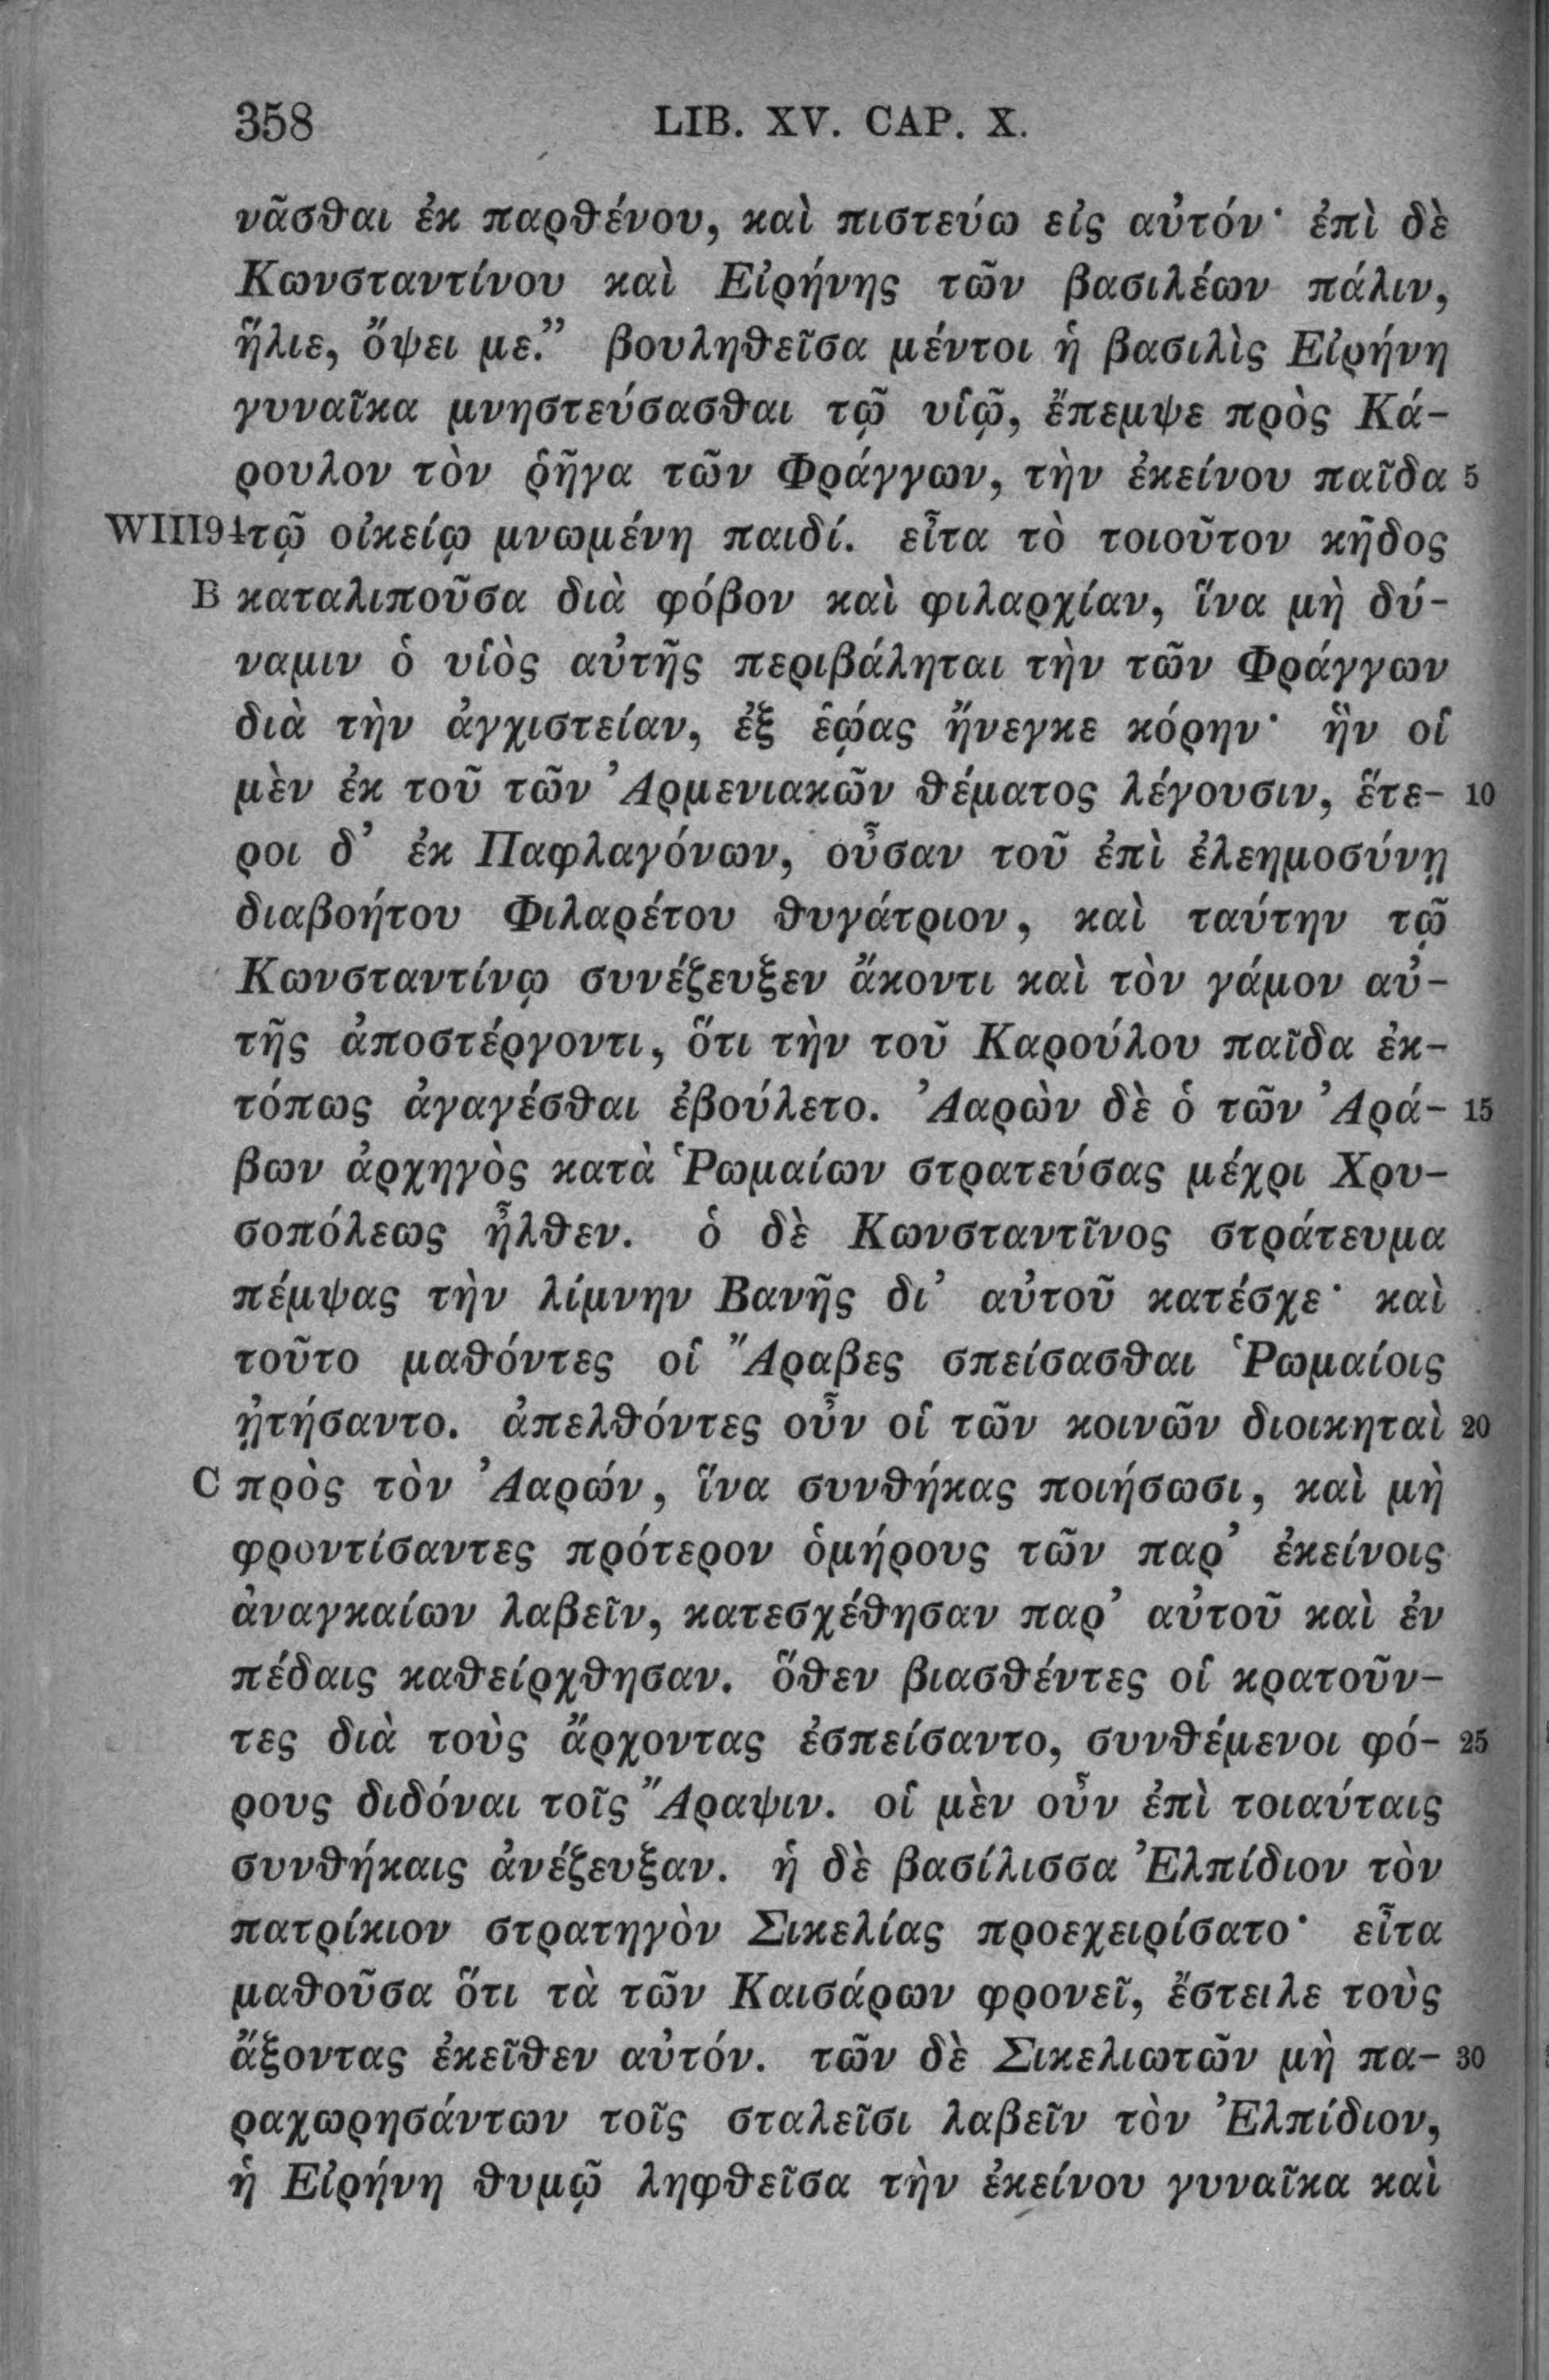 358 LIB. XV. CAP. X.
νᾶσθαι ἐκ παρθένου, καὶ πιστεύω εἰς αὐτόν· ἐπὶ δὲ
Κωνσταντίνου καὶ Εἰρήνης τῶν βασιλέων πάλιν,
ἥλιε, ὄψει με.” βουληθεῖσα μέντοι ἡ βασιλὶς Εἰρήνη
γυναῖκα μνηστεύσασθαι τῷ υἱῷ, ἔπεμψε πρὸς Κά-
ρουλον τὸν ῥῆγα τῶν Φράγγων, τὴν ἐκείνου παῖδα 5
WIII94 τῷ οἰκείῳ μνωμένη παιδί. εἶτα τὸ τοιοῦτον κῆδος
B καταλιποῦσα διὰ φόβον καὶ φιλαρχίαν, ἵνα μὴ δύ-
ναμιν ὁ υἱὸς αὐτῆς περιβάληται τὴν τῶν Φράγγων
διὰ τὴν ἀγχιστείαν, ἐξ ἑῴας ἤνεγκε κόρην· ἣν οἱ
μὲν ἐκ τοῦ τῶν Ἀρμενιακῶν θέματος λέγουσιν, ἕτε- 10
ροι δ’ ἐκ Παφλαγόνων, οὖσαν τοῦ ἐπὶ ἐλεημοσύνῃ
διαβοήτου Φιλαρέτου θυγάτριον, καὶ ταύτην τῷ
Κωνσταντίνῳ συνέζευξεν ἄκοντι καὶ τὸν γάμον αὐ-
τῆς ἀποστέργοντι, ὅτι τὴν τοῦ Καρούλου παῖδα ἐκ-
τόπως ἀγαγέσθαι ἐβούλετο. Ἀαρὼν δὲ ὁ τῶν Ἀρά- 15
βων ἀρχηγὸς κατὰ Ῥωμαίων στρατεύσας μέχρι Χρυ-
σοπόλεως ἦλθεν. ὁ δὲ Κωνσταντῖνος στράτευμα
πέμψας τὴν λίμνην Βανῆς δι’ αὐτοῦ κατέσχε· καὶ
τοῦτο μαθόντες οἱ Ἄραβες σπείσασθαι Ῥωμαίοις
ᾐτήσαντο. ἀπελθόντες οὖν οἱ τῶν κοινῶν διοικηταὶ 20
C πρὸς τὸν Ἀαρών, ἵνα συνθήκας ποιήσωσι, καὶ μὴ
φροντίσαντες πρότερον ὁμήρους τῶν παρ’ ἐκείνοις
ἀναγκαίων λαβεῖν, κατεσχέθησαν παρ’ αὐτοῦ καὶ ἐν
πέδαις καθείρχθησαν. ὅθεν βιασθέντες οἱ κρατοῦν-
τες διὰ τοὺς ἄρχοντας ἐσπείσαντο, συνθέμενοι φό- 25
ρους διδόναι τοῖς Ἄραψιν. οἱ μὲν οὖν ἐπὶ τοιαύταις
συνθήκαις ἀνέζευξαν. ἡ δὲ βασίλισσα Ἐλπίδιον τὸν
πατρίκιον στρατηγὸν Σικελίας προεχειρίσατο· εἶτα
μαθοῦσα ὅτι τὰ τῶν Καισάρων φρονεῖ, ἔστειλε τοὺς
ἄξοντας ἐκεῖθεν αὐτόν. τῶν δὲ Σικελιωτῶν μὴ πα- 30
ραχωρησάντων τοῖς σταλεῖσι λαβεῖν τὸν Ἐλπίδιον,
ἡ Εἰρήνη θυμῷ ληφθεῖσα τὴν ἐκείνου γυναῖκα καὶ